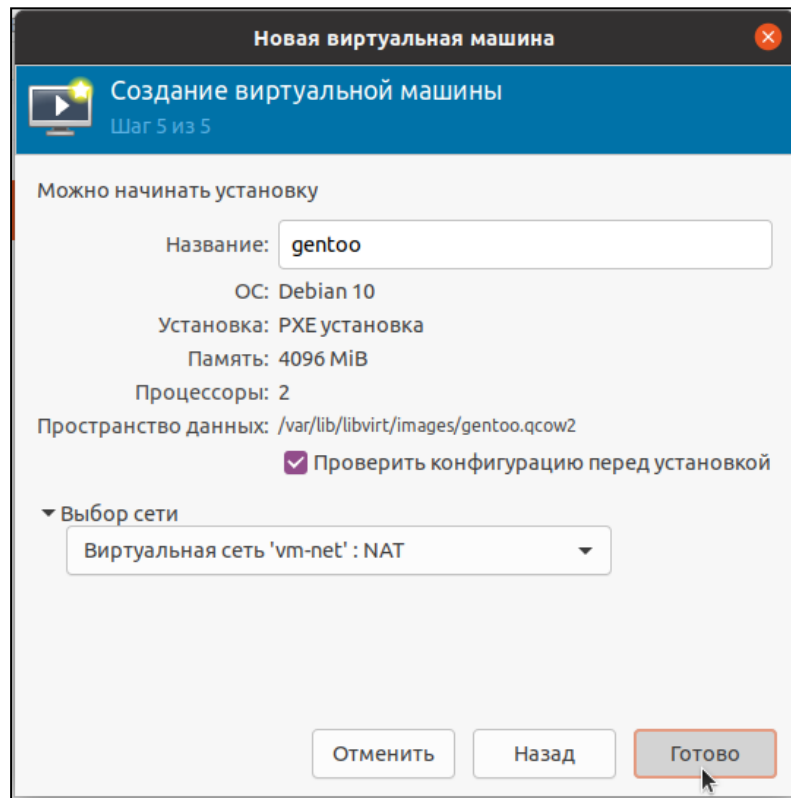 Новая виртуальная машина
Создание виртуальной машины
Шаг 5 из 5
Можно начинать установку
Название: gentoo
ОС: Debian 10
Установка: PXE установка
Память: 4096 MiB
Процессоры: 2
Пространство данных: /var/lib/libvirt/images/gentoo.qcow2
Проверить конфигурацию перед установкой
Выбор сети
Виртуальная сеть 'vm-net' : NAT
Отменить Назад Готово